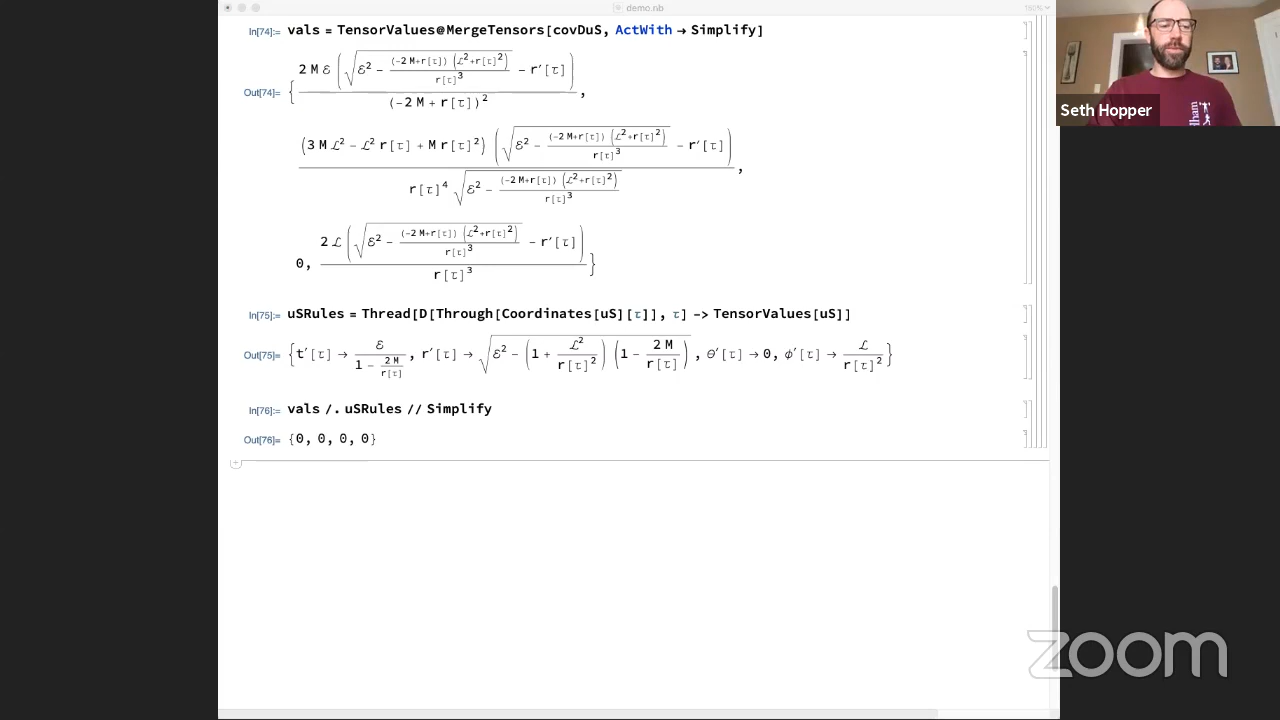 demo.nb
150%
In[74]:= vals = TensorValues@MergeTensors[covDuS, ActWith → Simplify]
Out[74]= { 2 M ℰ (√(ℰ² - (-2 M+r[τ]) (ℒ²+r[τ]²) / r[τ]³) - r′[τ]) / (-2 M + r[τ])²,
(3 M ℒ² - ℒ² r[τ] + M r[τ]²) (√(ℰ² - (-2 M+r[τ]) (ℒ²+r[τ]²) / r[τ]³) - r′[τ]) / r[τ]⁴ √(ℰ² - (-2 M+r[τ]) (ℒ²+r[τ]²) / r[τ]³),
0, 2 ℒ (√(ℰ² - (-2 M+r[τ]) (ℒ²+r[τ]²) / r[τ]³) - r′[τ]) / r[τ]³ }
In[75]:= uSRules = Thread[D[Through[Coordinates[uS][τ]], τ] -> TensorValues[uS]]
Out[75]= {t′[τ] → ℰ / (1 - 2 M / r[τ]), r′[τ] → √(ℰ² - (1 + ℒ² / r[τ]²) (1 - 2 M / r[τ])), θ′[τ] → 0, ϕ′[τ] → ℒ / r[τ]²}
In[76]:= vals /. uSRules // Simplify
Out[76]= {0, 0, 0, 0}
Seth Hopper
zoom